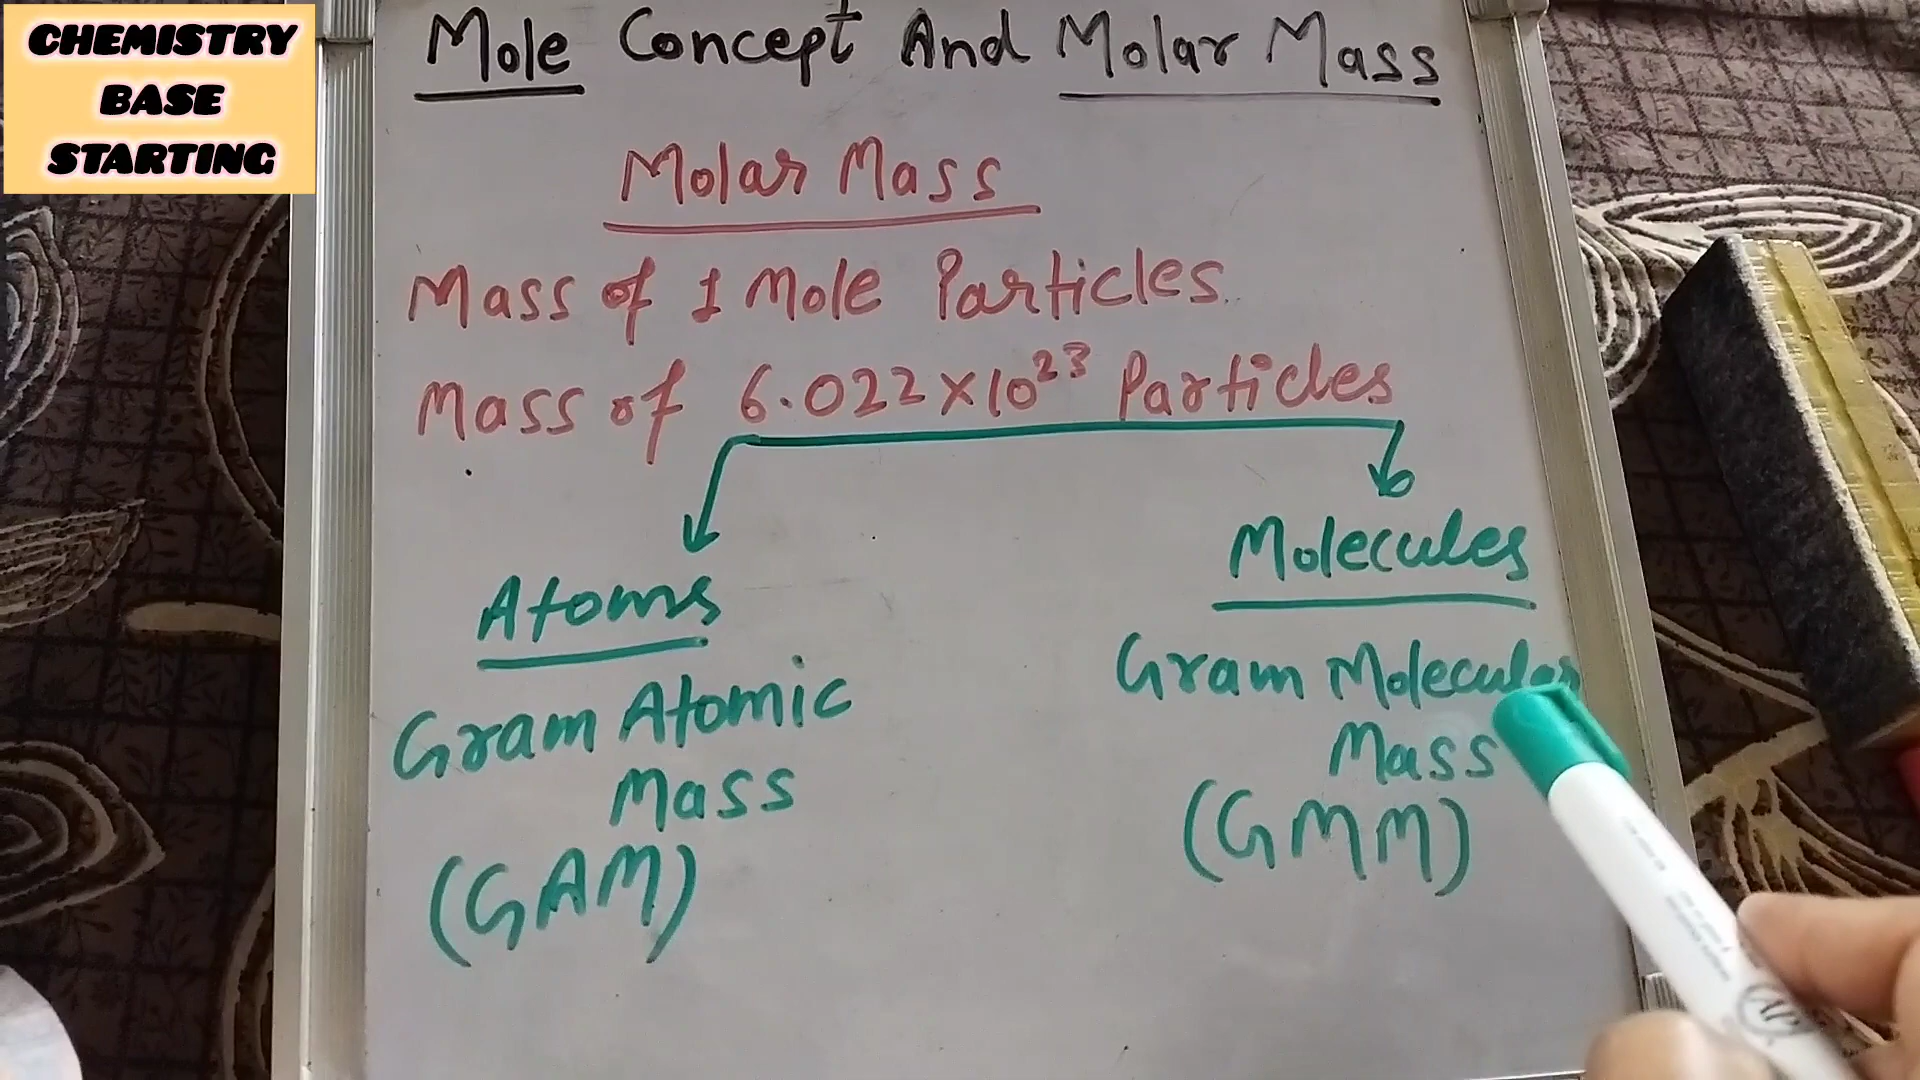 CHEMISTRY
BASE
STARTING
Mole Concept And Molar Mass
Molar Mass
Mass of 1 Mole Particles
Mass of 6.022×10²³ Particles
Atoms
Gram Atomic
Mass
(GAM)
Molecules
Gram Molecular
Mass
(GMM)